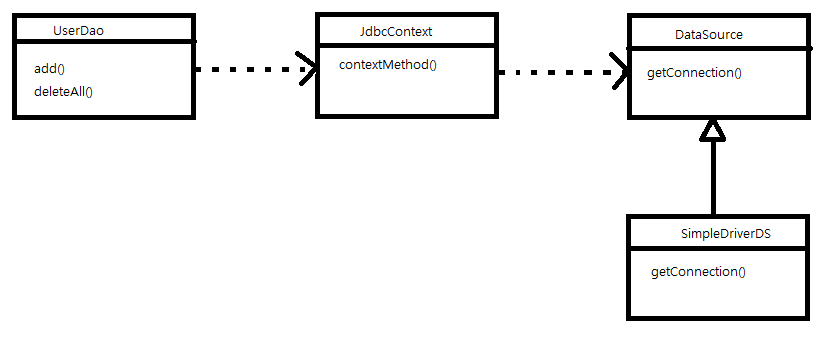 UserDao
add()
deleteAll()
JdbcContext
contextMethod()
DataSource
getConnection()
SimpleDriverDS
getConnection()